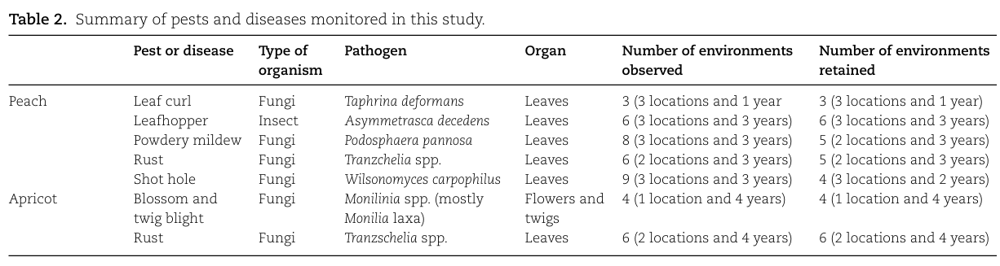 Table 2. Summary of pests and diseases monitored in this study.
Pest or disease Type of organism Pathogen Organ Number of environments observed Number of environments retained
Peach Leaf curl Fungi Taphrina deformans Leaves 3 (3 locations and 1 year 3 (3 locations and 1 year)
Leafhopper Insect Asymmetrasca decedens Leaves 6 (3 locations and 3 years) 6 (3 locations and 3 years)
Powdery mildew Fungi Podosphaera pannosa Leaves 8 (3 locations and 3 years) 5 (2 locations and 3 years)
Rust Fungi Tranzchelia spp. Leaves 6 (2 locations and 3 years) 5 (2 locations and 3 years)
Shot hole Fungi Wilsonomyces carpophilus Leaves 9 (3 locations and 3 years) 4 (3 locations and 2 years)
Apricot Blossom and twig blight Fungi Monilinia spp. (mostly Monilia laxa) Flowers and twigs 4 (1 location and 4 years) 4 (1 location and 4 years)
Rust Fungi Tranzschelia spp. Leaves 6 (2 locations and 4 years) 6 (2 locations and 4 years)